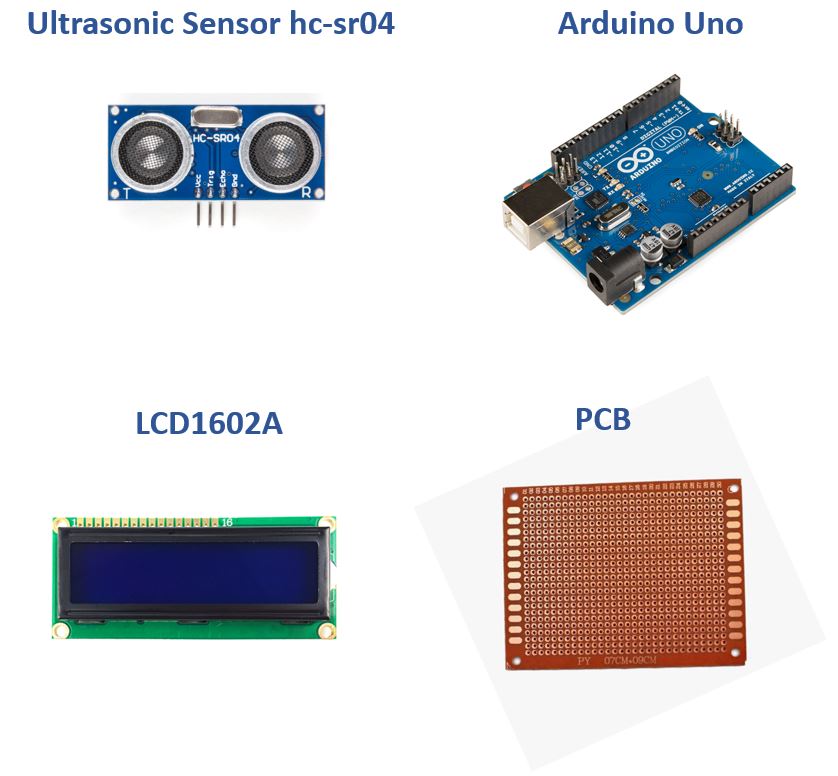 Ultrasonic Sensor hc-sr04
Arduino Uno
HC-SR04
Vcc
Trig
Echo
Gnd
T
R
UNO
ARDUINO
LCD1602A
PCB
1
16
PY 07CM*09CM